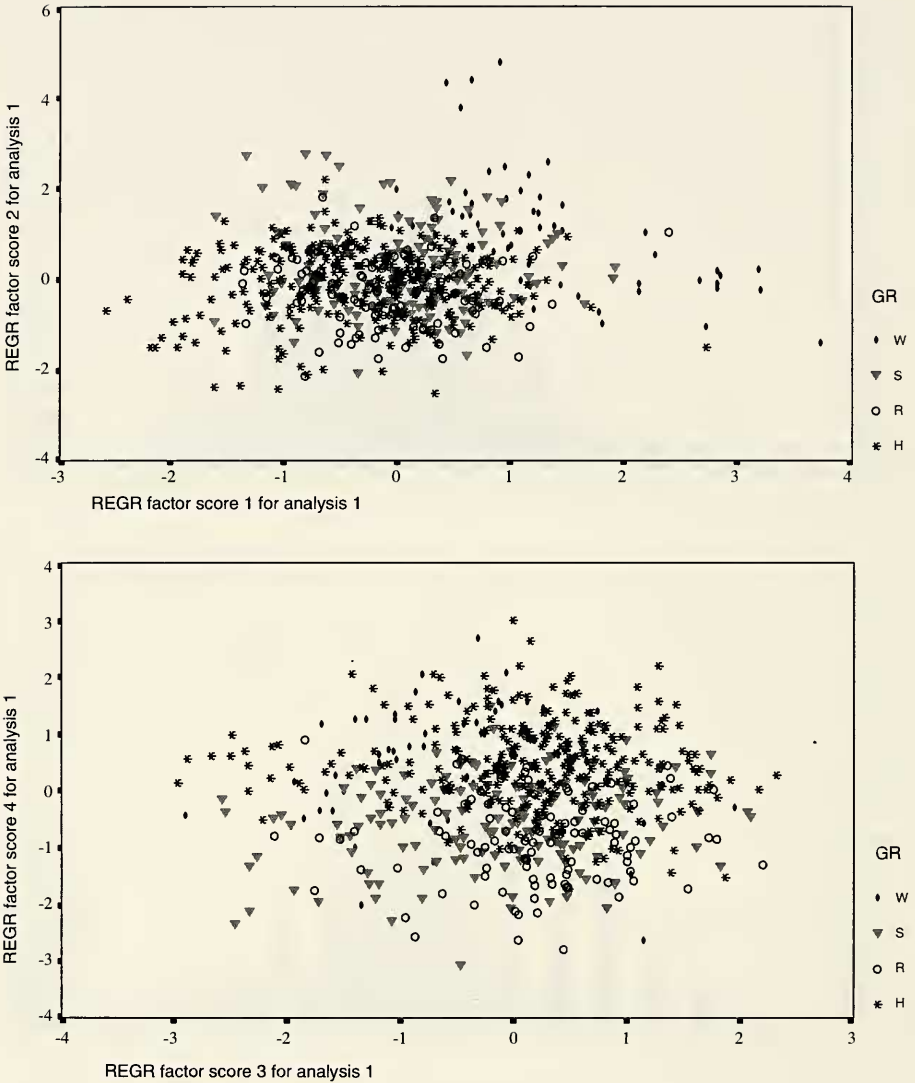 6
4
2
0
-2
-4
REGR factor score 2 for analysis 1
-3
-2
-1
0
1
2
3
4
REGR factor score 1 for analysis 1
GR
W
S
R
H
4
3
2
1
0
-1
-2
-3
-4
REGR factor score 4 for analysis 1
-4
-3
-2
-1
0
1
2
3
REGR factor score 3 for analysis 1
GR
W
S
R
H